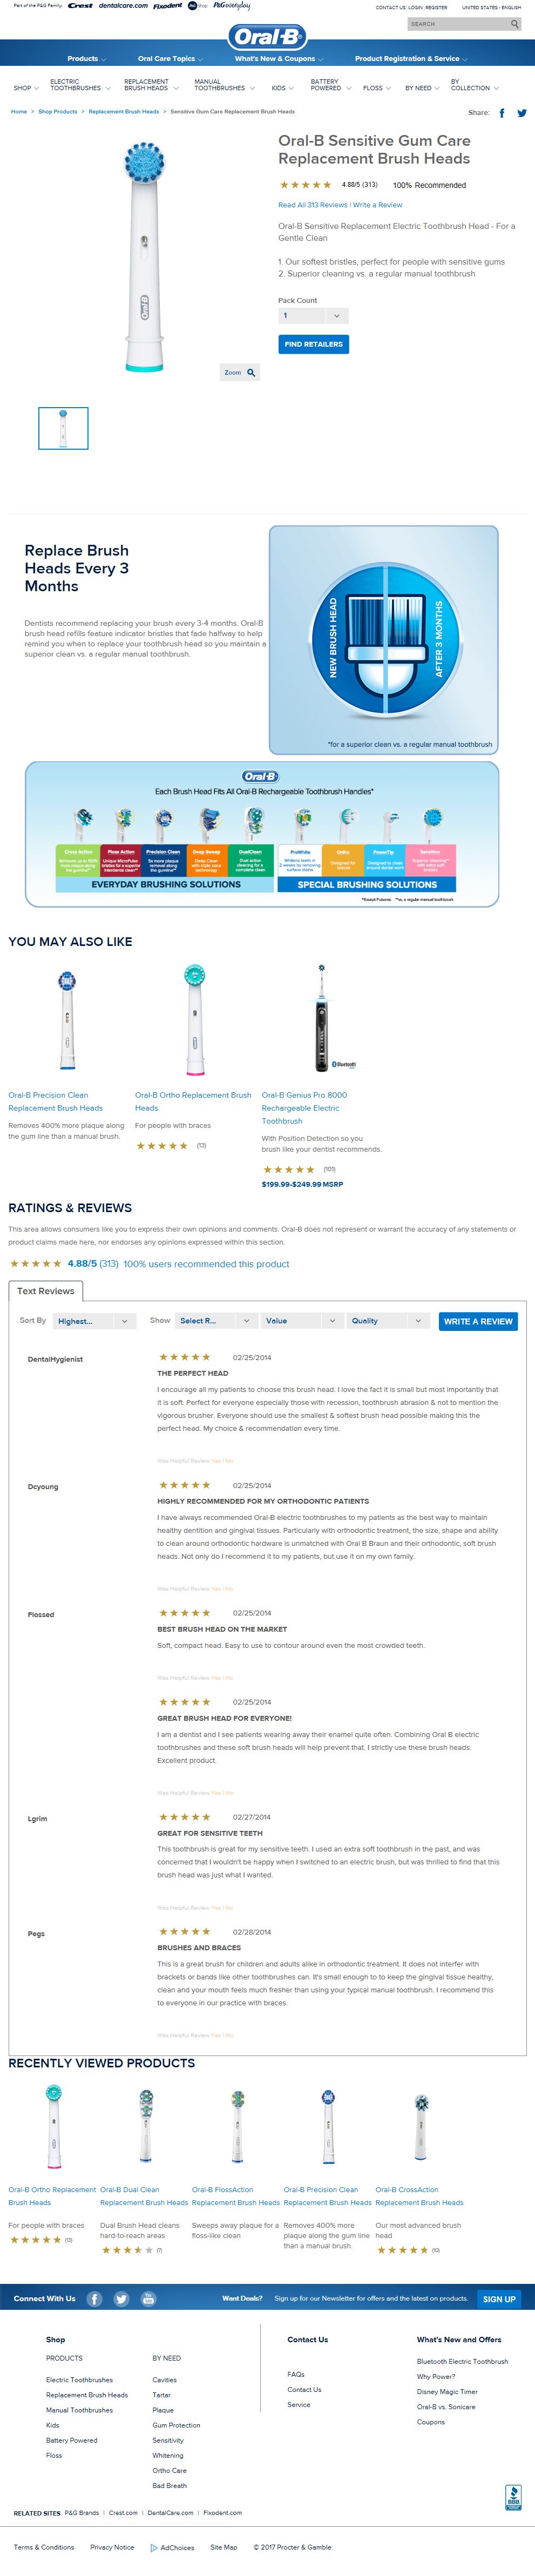 Part of the P&G Family: Crest dentalcare.com Fixodent P&G Shop P&Geveryday
CONTACT US LOGIN REGISTER UNITED STATES - ENGLISH
SEARCH
Oral-B
Products Oral Care Topics What's New & Coupons Product Registration & Service
SHOP ELECTRIC TOOTHBRUSHES REPLACEMENT BRUSH HEADS MANUAL TOOTHBRUSHES KIDS BATTERY POWERED FLOSS BY NEED BY COLLECTION
Home > Shop Products > Replacement Brush Heads > Sensitive Gum Care Replacement Brush Heads
Share:
Oral-B Sensitive Gum Care
Replacement Brush Heads
4.88/5 (313) 100% Recommended
Read All 313 Reviews | Write a Review
Oral-B Sensitive Replacement Electric Toothbrush Head - For a
Gentle Clean
1. Our softest bristles, perfect for people with sensitive gums
2. Superior cleaning vs. a regular manual toothbrush
Pack Count
1
FIND RETAILERS
Oral-B
Zoom
Replace Brush
Heads Every 3
Months
Dentists recommend replacing your brush every 3-4 months. Oral-B
brush head refills feature indicator bristles that fade halfway to help
remind you when to replace your toothbrush head so you maintain a
superior clean vs. a regular manual toothbrush.
NEW BRUSH HEAD
AFTER 3 MONTHS
*for a superior clean vs. a regular manual toothbrush
Oral-B
Each Brush Head Fits All Oral-B Rechargeable Toothbrush Handles*
Cross Action Floss Action Precision Clean Deep Sweep DualClean ProWhite Ortho PowerTip Sensitive
EVERYDAY BRUSHING SOLUTIONS SPECIAL BRUSHING SOLUTIONS
*Except Pulsonic **vs. a regular manual toothbrush
YOU MAY ALSO LIKE
Bluetooth
Oral-B Precision Clean
Replacement Brush Heads
Removes 400% more plaque along
the gum line than a manual brush.
Oral-B Ortho Replacement Brush
Heads
For people with braces
(13)
Oral-B Genius Pro 8000
Rechargeable Electric
Toothbrush
With Position Detection so you
brush like your dentist recommends.
(101)
$199.99-$249.99 MSRP
RATINGS & REVIEWS
This area allows consumers like you to express their own opinions and comments. Oral-B does not represent or warrant the accuracy of any statements or
product claims made here, nor endorses any opinions expressed within this section.
4.88/5 (313) 100% users recommended this product
Text Reviews
Sort By Highest... Show Select R... Value Quality WRITE A REVIEW
DentalHygienist 02/25/2014
THE PERFECT HEAD
I encourage all my patients to choose this brush head. I love the fact it is small but most importantly that
it is soft. Perfect for everyone especially those with recession, toothbrush abrasion & not to mention the
vigorous brusher. Everyone should use the smallest & softest brush head possible making this the
perfect head. My choice & recommendation every time.
Was Helpful Review Yes | No
Dcyoung 02/25/2014
HIGHLY RECOMMENDED FOR MY ORTHODONTIC PATIENTS
I have always recommended Oral-B electric toothbrushes to my patients as the best way to maintain
healthy dentition and gingival tissues. Particularly with orthodontic treatment, the size, shape and ability
to clean around orthodontic hardware is unmatched with Oral B Braun and their orthodontic, soft brush
heads. Not only do I recommend it to my patients, but use it on my own family.
Was Helpful Review Yes | No
Flossed 02/25/2014
BEST BRUSH HEAD ON THE MARKET
Soft, compact head. Easy to use to contour around even the most crowded teeth.
Was Helpful Review Yes | No
02/25/2014
GREAT BRUSH HEAD FOR EVERYONE!
I am a dentist and I see patients wearing away their enamel quite often. Combining Oral B electric
toothbrushes and these soft brush heads will help prevent that. I strictly use these brush heads.
Excellent product.
Was Helpful Review Yes | No
Lgrim 02/27/2014
GREAT FOR SENSITIVE TEETH
This toothbrush is great for my sensitive teeth. I used an extra soft toothbrush in the past, and was
concerned that I wouldn't be happy when I switched to an electric brush, but was thrilled to find that this
brush head was just what I wanted.
Was Helpful Review Yes | No
Pegs 02/28/2014
BRUSHES AND BRACES
This is a great brush for children and adults alike in orthodontic treatment. It does not interfer with
brackets or bands like other toothbrushes can. It's small enough to to keep the gingival tissue healthy,
clean and your mouth feels much fresher than using your typical manual toothbrush. I recommend this
to everyone in our practice with braces.
Was Helpful Review Yes | No
RECENTLY VIEWED PRODUCTS
Oral-B Ortho Replacement
Brush Heads
For people with braces
(13)
Oral-B Dual Clean
Replacement Brush Heads
Dual Brush Head cleans
hard-to-reach areas
(7)
Oral-B FlossAction
Replacement Brush Heads
Sweeps away plaque for a
floss-like clean
Oral-B Precision Clean
Replacement Brush Heads
Removes 400% more
plaque along the gum line
than a manual brush.
Oral-B CrossAction
Replacement Brush Heads
Our most advanced brush
head
(10)
Connect With Us Want Deals? Sign up for our Newsletter for offers and the latest on products. SIGN UP
Shop
PRODUCTS
Electric Toothbrushes
Replacement Brush Heads
Manual Toothbrushes
Kids
Battery Powered
Floss
BY NEED
Cavities
Tartar
Plaque
Gum Protection
Sensitivity
Whitening
Ortho Care
Bad Breath
Contact Us
FAQs
Contact Us
Service
What's New and Offers
Bluetooth Electric Toothbrush
Why Power?
Disney Magic Timer
Oral-B vs. Sonicare
Coupons
BBB
RELATED SITES P&G Brands | Crest.com | DentalCare.com | Fixodent.com
Terms & Conditions Privacy Notice AdChoices Site Map © 2017 Procter & Gamble